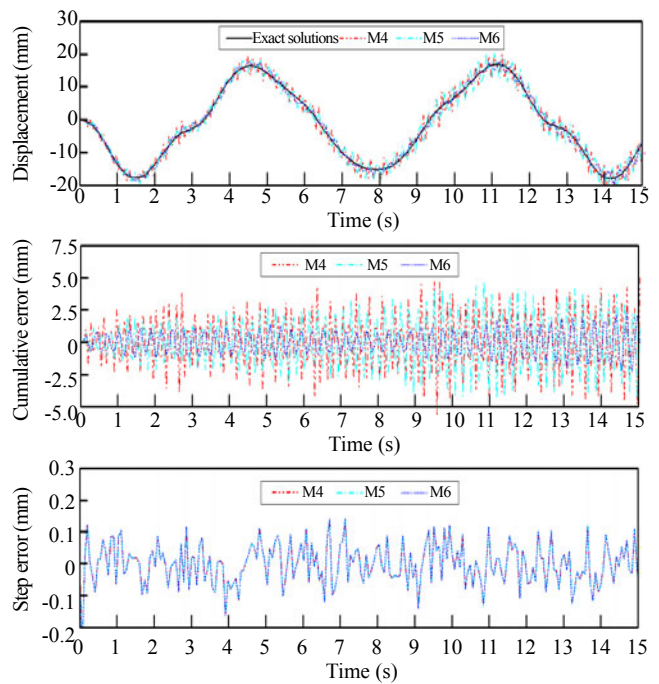 30
20
10
0
-10
-20
Displacement (mm)
Exact solutions M4 M5 M6
0 1 2 3 4 5 6 7 8 9 10 11 12 13 14 15
Time (s)
7.5
5.0
2.5
0
-2.5
-5.0
Cumulative error (mm)
M4 M5 M6
0 1 2 3 4 5 6 7 8 9 10 11 12 13 14 15
Time (s)
0.3
0.2
0.1
0
-0.1
-0.2
Step error (mm)
M4 M5 M6
0 1 2 3 4 5 6 7 8 9 10 11 12 13 14 15
Time (s)